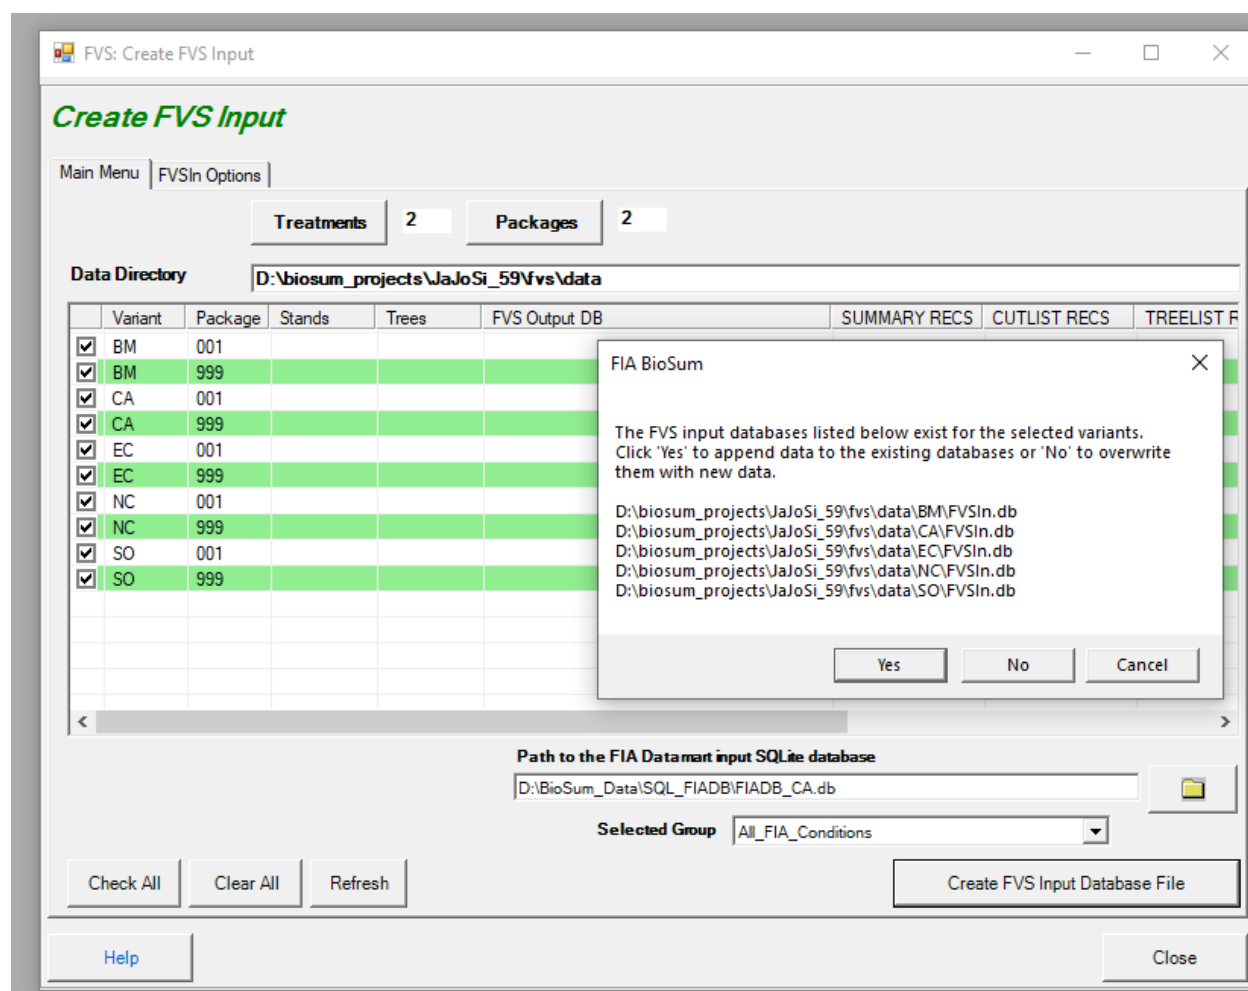 FVS: Create FVS Input
Create FVS Input
Main Menu FVSIn Options
Treatments 2 Packages 2
Data Directory D:\biosum_projects\JaJoSi_59\fvs\data
Variant Package Stands Trees FVS Output DB SUMMARY RECS CUTLIST RECS TREELIST R
BM 001
BM 999
CA 001
CA 999
EC 001
EC 999
NC 001
NC 999
SO 001
SO 999
FIA BioSum
The FVS input databases listed below exist for the selected variants.
Click 'Yes' to append data to the existing databases or 'No' to overwrite
them with new data.
D:\biosum_projects\JaJoSi_59\fvs\data\BM\FVSIn.db
D:\biosum_projects\JaJoSi_59\fvs\data\CA\FVSIn.db
D:\biosum_projects\JaJoSi_59\fvs\data\EC\FVSIn.db
D:\biosum_projects\JaJoSi_59\fvs\data\NC\FVSIn.db
D:\biosum_projects\JaJoSi_59\fvs\data\SO\FVSIn.db
Yes No Cancel
Path to the FIA Datamart input SQLite database
D:\BioSum_Data\SQL_FIADB\FIADB_CA.db
Selected Group All_FIA_Conditions
Check All Clear All Refresh Create FVS Input Database File
Help Close